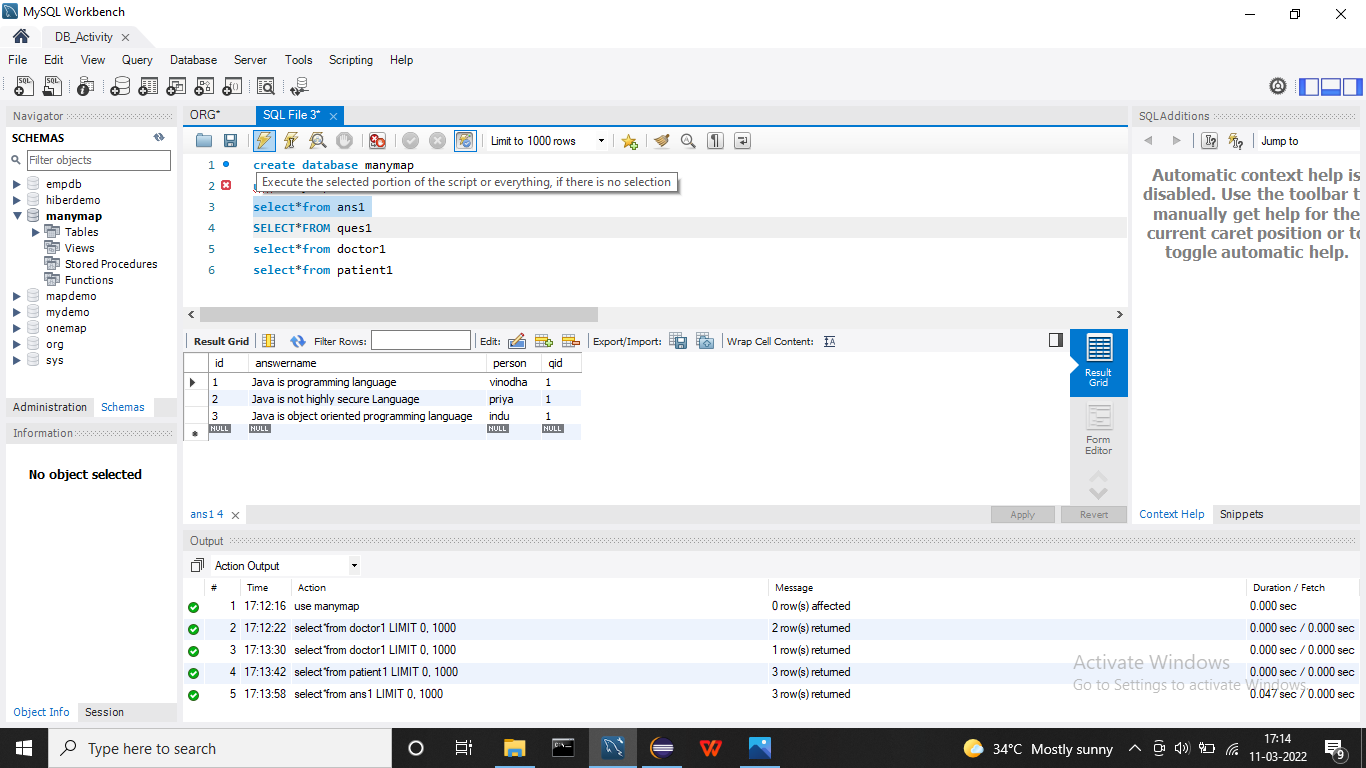 MySQL Workbench
DB_Activity
File Edit View Query Database Server Tools Scripting Help
Navigator
SCHEMAS
Filter objects
empdb
hiberdemo
manymap
Tables
Views
Stored Procedures
Functions
mapdemo
mydemo
onemap
org
sys
Administration Schemas
Information
No object selected
Object Info Session
ORG* SQL File 3*
Limit to 1000 rows
1 create database manymap
2
Execute the selected portion of the script or everything, if there is no selection
3 select*from ans1
4 SELECT*FROM ques1
5 select*from doctor1
6 select*from patient1
Result Grid Filter Rows: Edit: Export/Import: Wrap Cell Content:
id answername person qid
1 Java is programming language vinodha 1
2 Java is not highly secure Language priya 1
3 Java is object oriented programming language indu 1
NULL NULL NULL NULL
Result
Grid
Form
Editor
ans1 4
Apply Revert
SQLAdditions
Jump to
Automatic context help is
disabled. Use the toolbar t
manually get help for the
current caret position or to
toggle automatic help.
Context Help Snippets
Output
Action Output
# Time Action Message Duration / Fetch
1 17:12:16 use manymap 0 row(s) affected 0.000 sec
2 17:12:22 select*from doctor1 LIMIT 0, 1000 2 row(s) returned 0.000 sec / 0.000 sec
3 17:13:30 select*from doctor1 LIMIT 0, 1000 1 row(s) returned 0.000 sec / 0.000 sec
4 17:13:42 select*from patient1 LIMIT 0, 1000 3 row(s) returned 0.000 sec / 0.000 sec
5 17:13:58 select*from ans1 LIMIT 0, 1000 3 row(s) returned 0.047 sec / 0.000 sec
Activate Windows
Go to Settings to activate Windows.
Type here to search
34°C Mostly sunny
17:14
11-03-2022
9